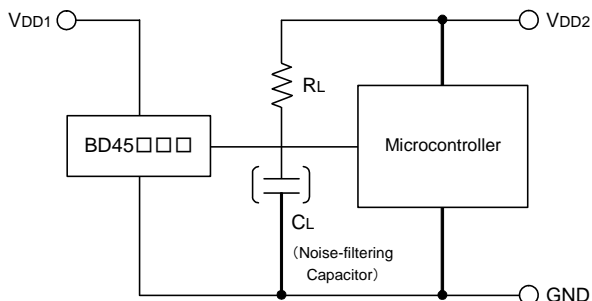 VDD1
VDD2
RL
BD45□□□
Microcontroller
CL
（Noise-filtering
Capacitor）
GND